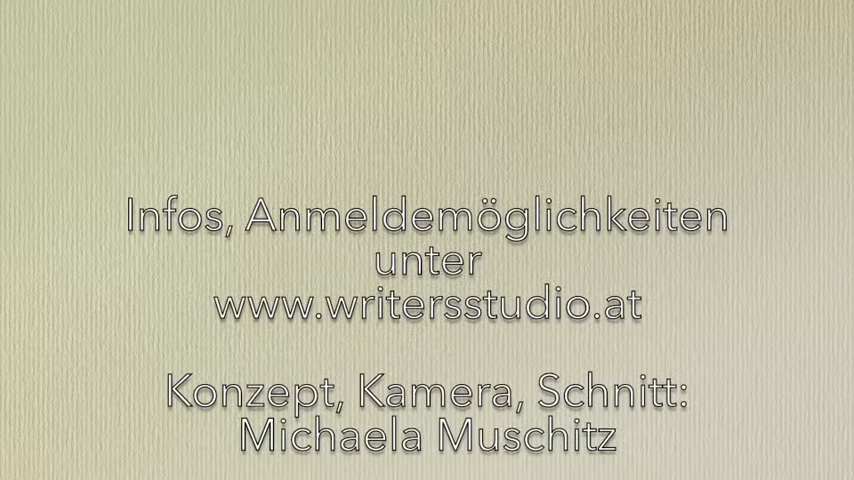 Infos, Anmeldemöglichkeiten
unter
www.writersstudio.at
Konzept, Kamera, Schnitt:
Michaela Muschitz